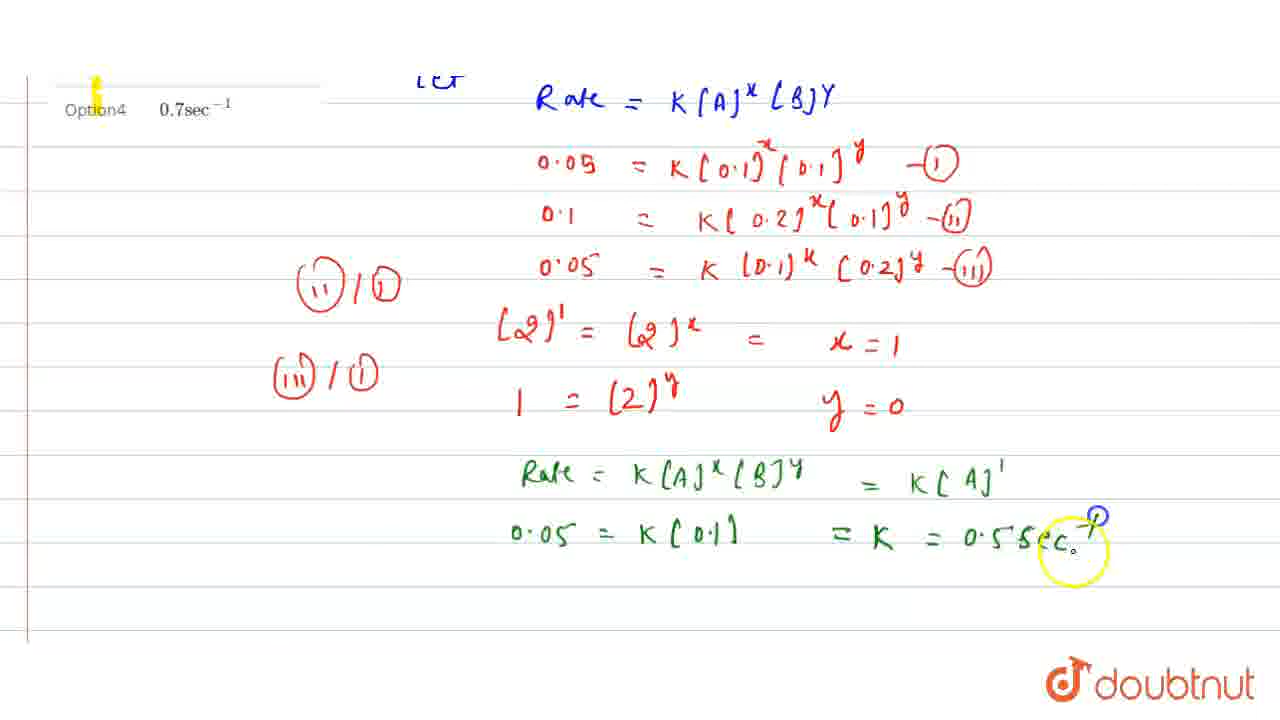 Option4 0.7sec⁻¹
Let
Rate = K[A]ˣ[B]ʸ
0.05 = K[0.1]ˣ[0.1]ʸ -(i)
0.1 = K[0.2]ˣ[0.1]ʸ -(ii)
0.05 = K[0.1]ˣ[0.2]ʸ -(iii)
(ii)/(i) [2]¹ = [2]ˣ = x = 1
(iii)/(i) 1 = [2]ʸ y = 0
Rate = K[A]ˣ[B]ʸ = K[A]¹
0.05 = K[0.1] = K = 0.5 Sec⁻¹
doubtnut